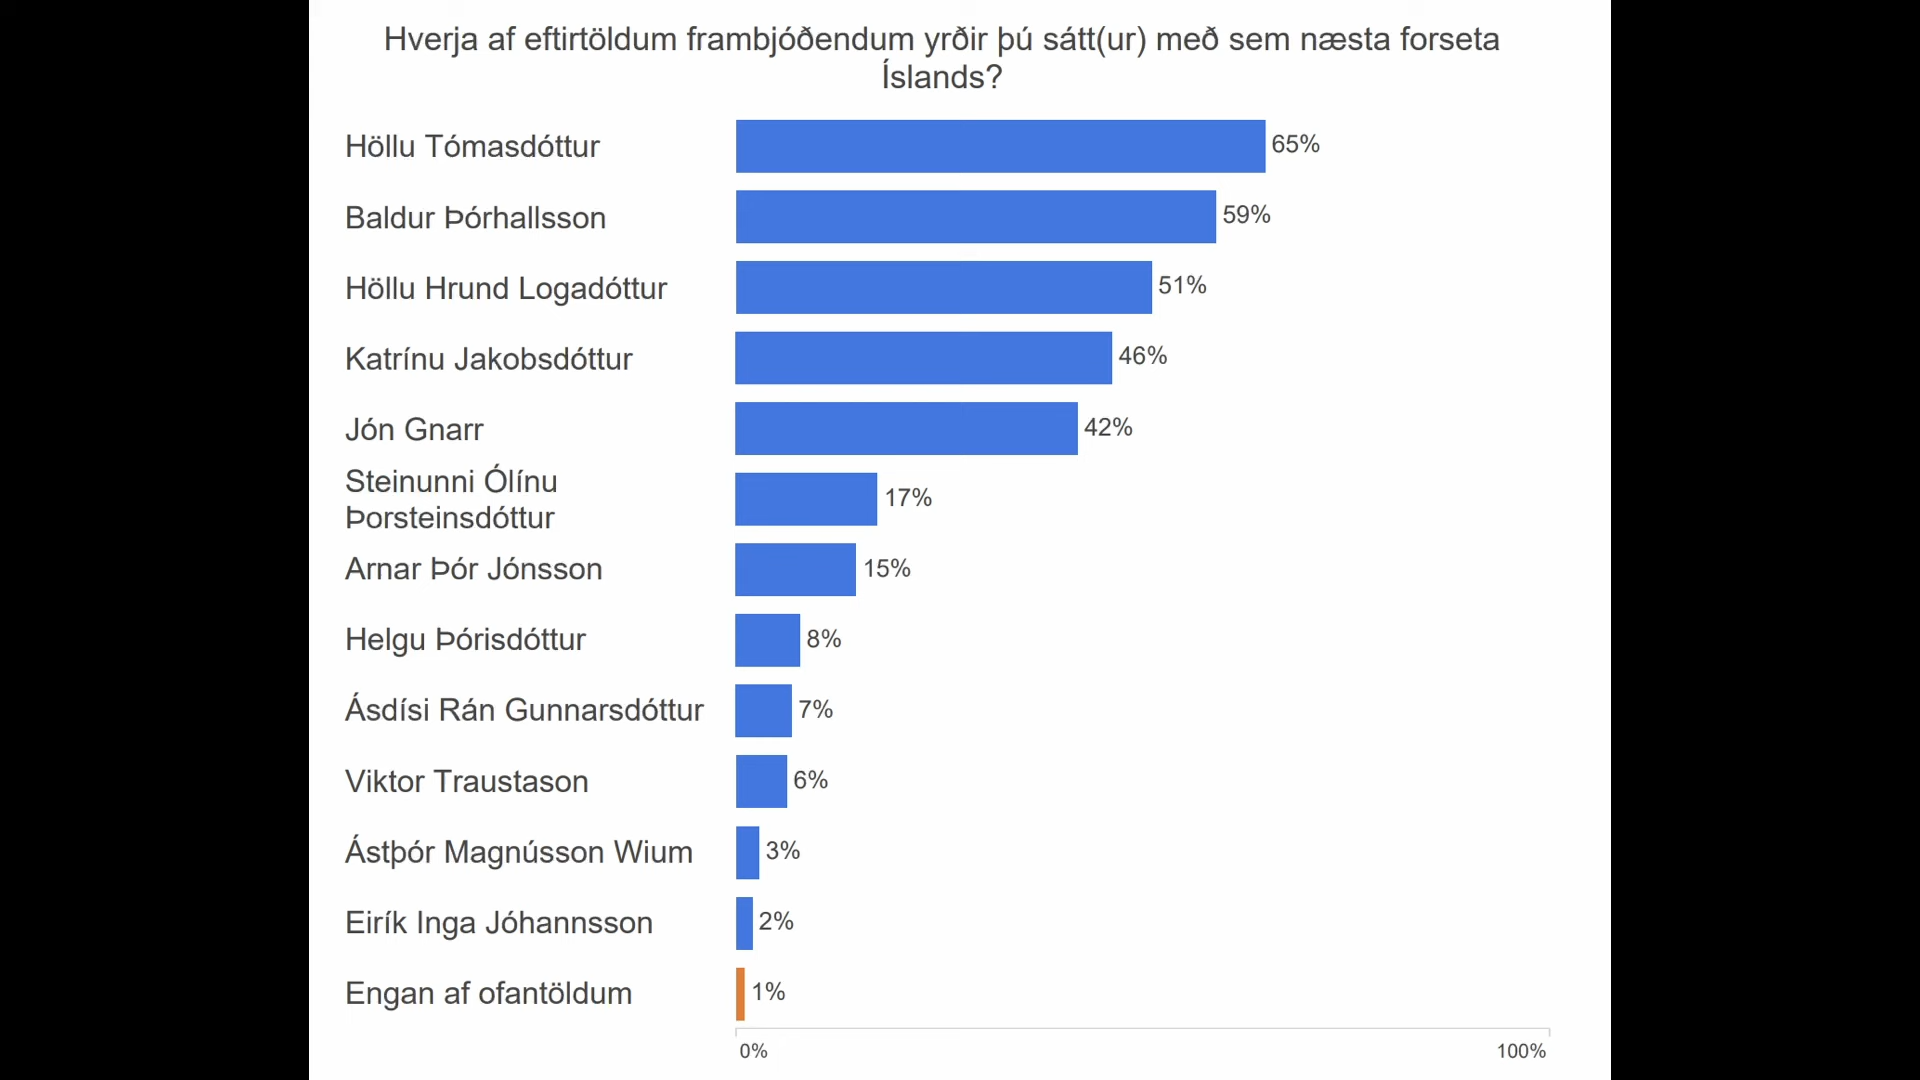 Hverja af eftirtöldum frambjóðendum yrðir þú sátt(ur) með sem næsta forseta
Íslands?
Höllu Tómasdóttur 65%
Baldur Þórhallsson 59%
Höllu Hrund Logadóttur 51%
Katrínu Jakobsdóttur 46%
Jón Gnarr 42%
Steinunni Ólínu
Þorsteinsdóttur 17%
Arnar Þór Jónsson 15%
Helgu Þórisdóttur 8%
Ásdísi Rán Gunnarsdóttur 7%
Viktor Traustason 6%
Ástþór Magnússon Wium 3%
Eirík Inga Jóhannsson 2%
Engan af ofantöldum 1%
0% 100%